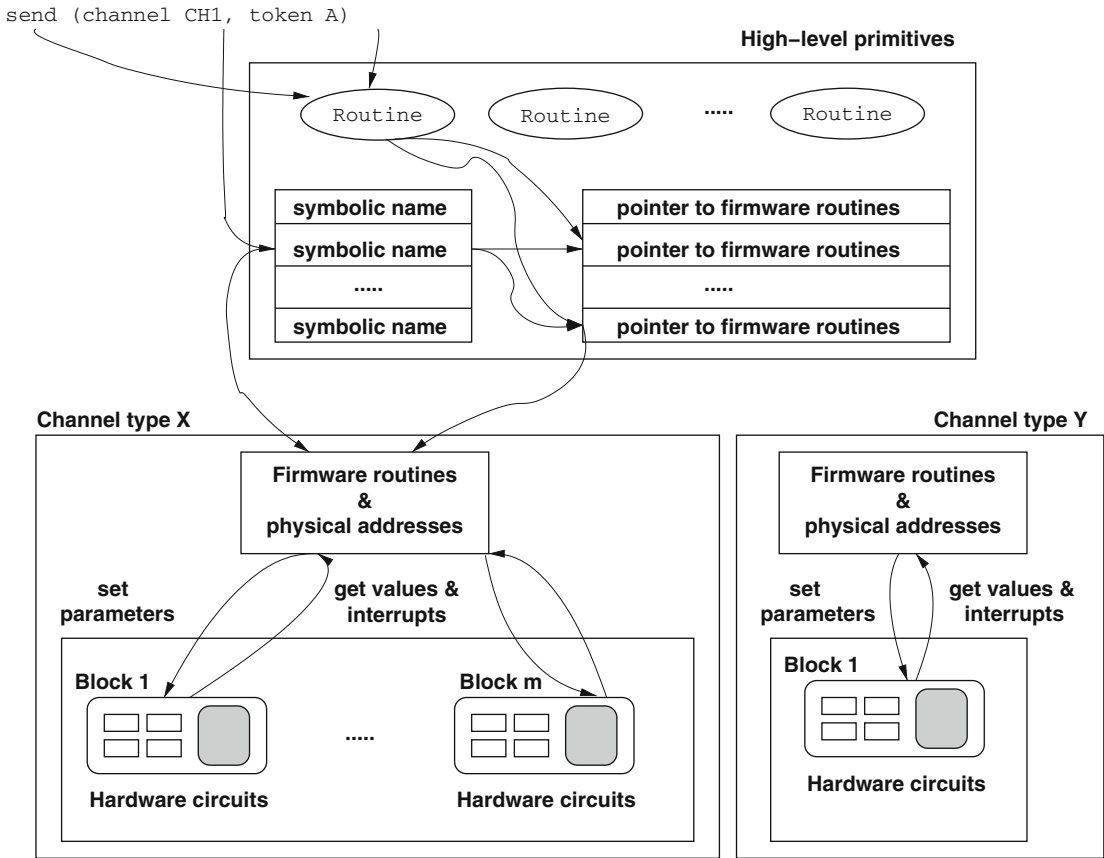 send (channel CH1, token A)
High–level primitives
Routine
Routine
.....
Routine
symbolic name
pointer to firmware routines
symbolic name
pointer to firmware routines
.....
.....
symbolic name
pointer to firmware routines
Channel type X
Firmware routines
&
physical addresses
set
parameters
get values &
interrupts
Block 1
Block m
.....
Hardware circuits
Hardware circuits
Channel type Y
Firmware routines
&
physical addresses
set
parameters
get values &
interrupts
Block 1
Hardware circuits